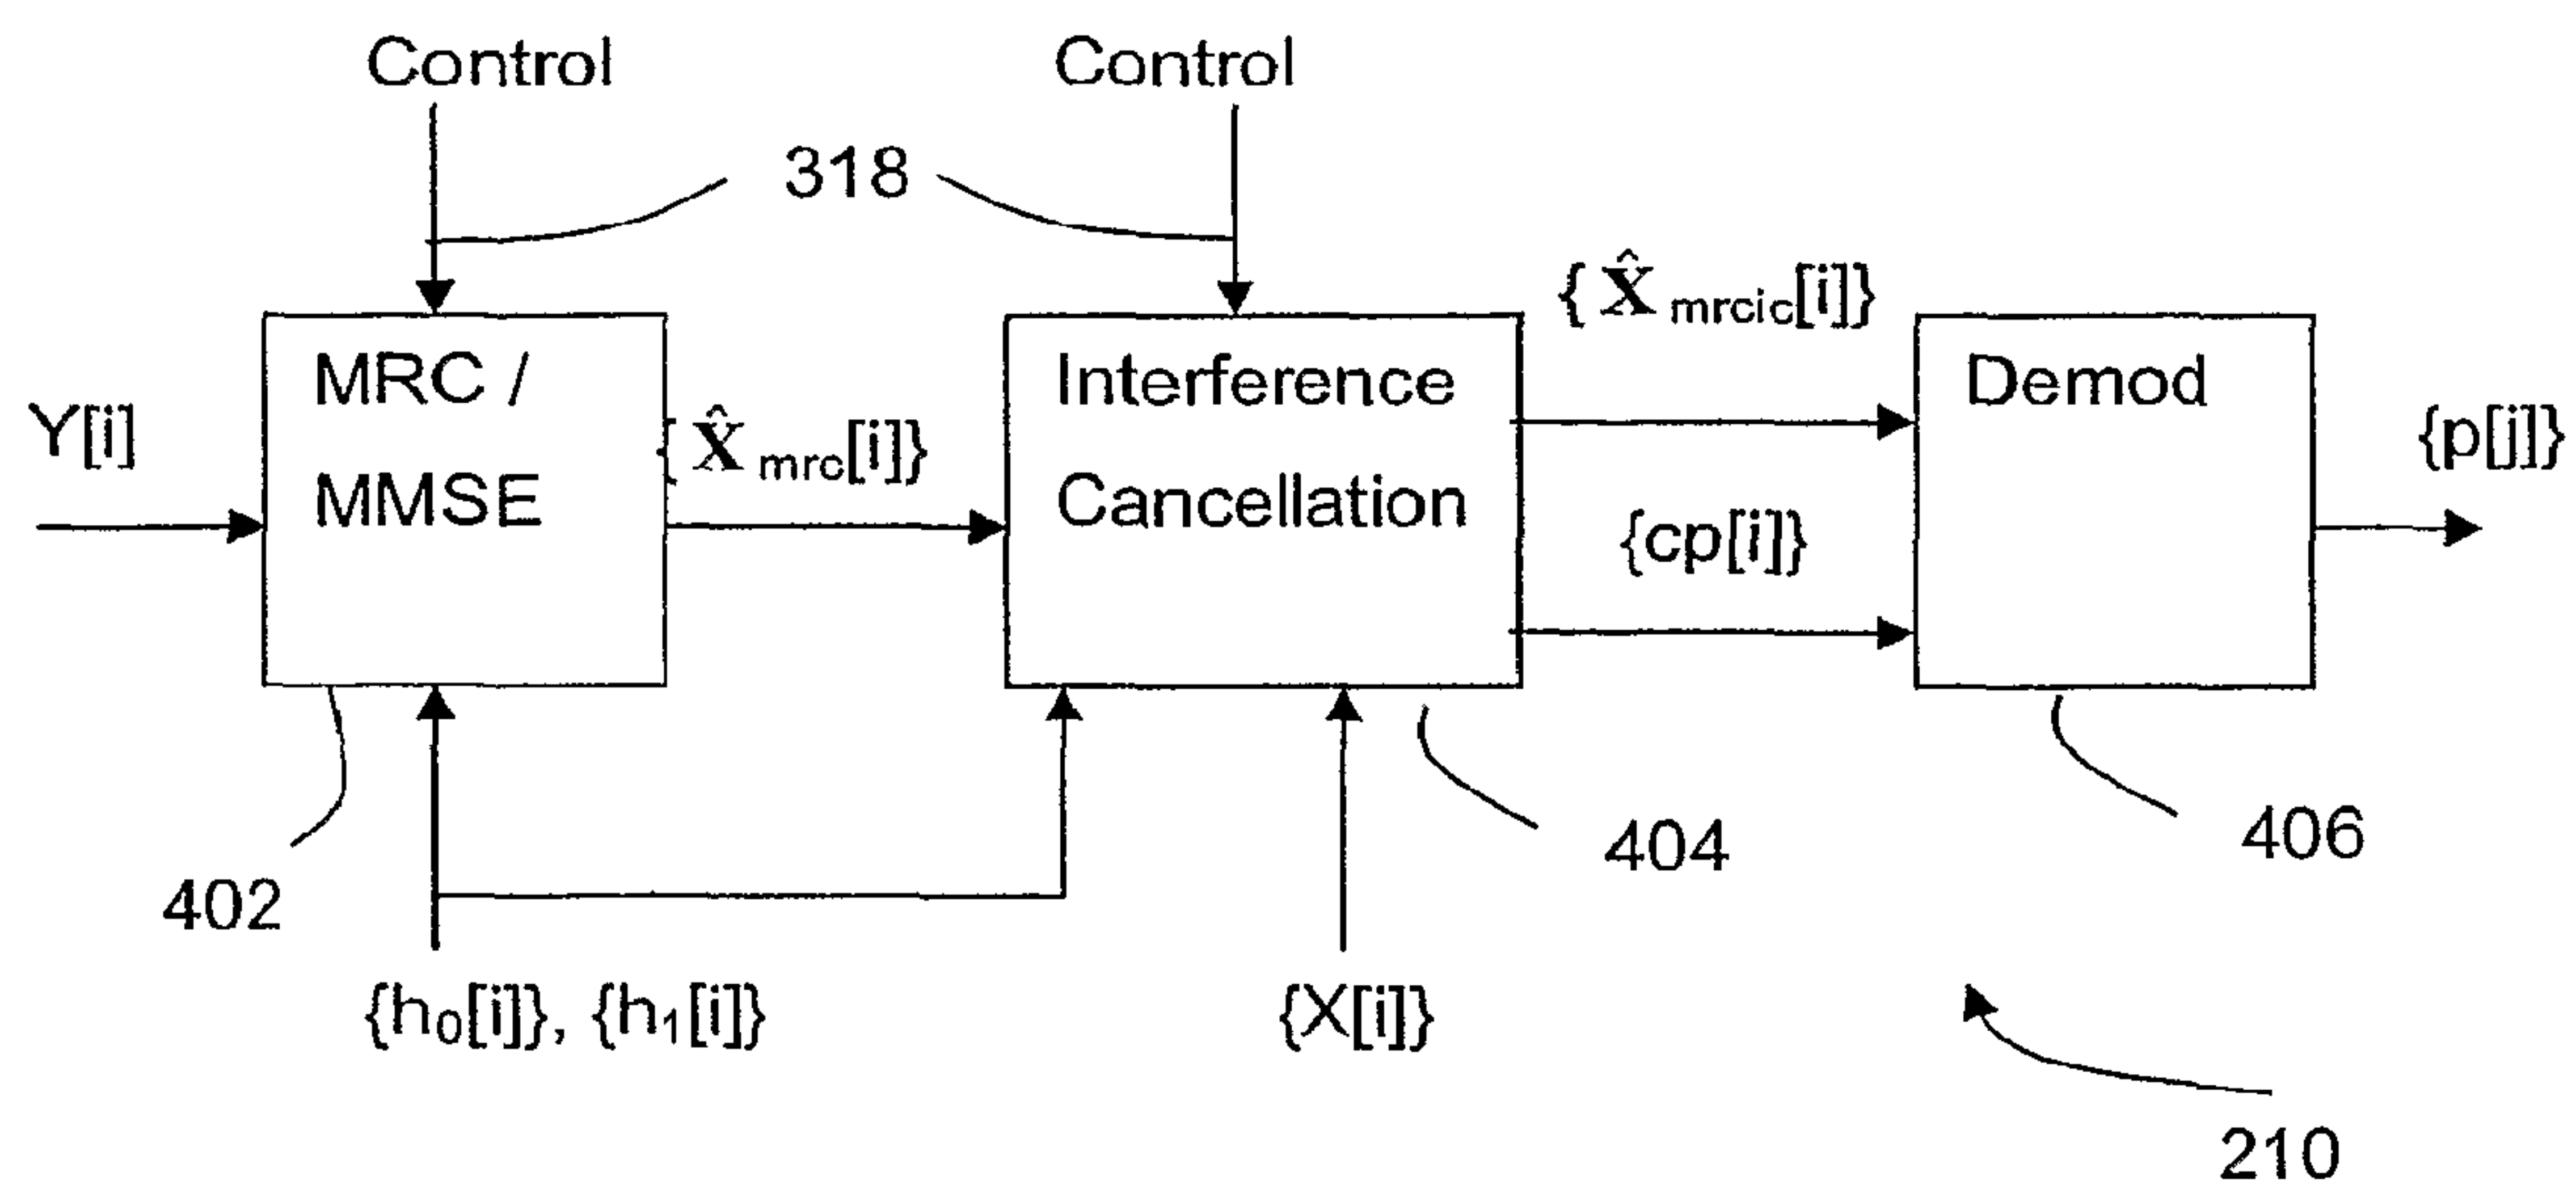 Control
Control
318
{ X̂ mrcic[i]}
MRC /
MMSE
Interference
Cancellation
Demod
Y[i]
{ X̂ mrc[i]}
{p[j]}
{cp[i]}
402
404
406
{h₀[i]}, {h₁[i]}
{X[i]}
210